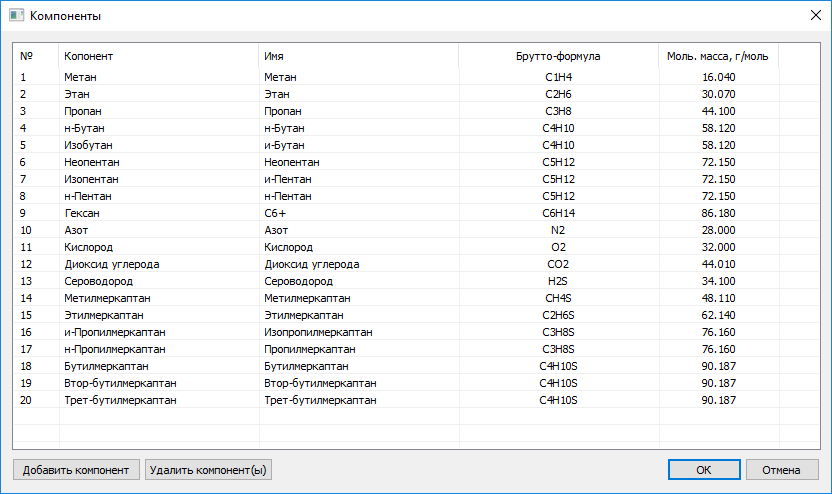 Компоненты
№ Копонент Имя Брутто-формула Моль. масса, г/моль
1 Метан Метан C1H4 16.040
2 Этан Этан C2H6 30.070
3 Пропан Пропан C3H8 44.100
4 н-Бутан н-Бутан C4H10 58.120
5 Изобутан и-Бутан C4H10 58.120
6 Неопентан Неопентан C5H12 72.150
7 Изопентан и-Пентан C5H12 72.150
8 н-Пентан н-Пентан C5H12 72.150
9 Гексан C6+ C6H14 86.180
10 Азот Азот N2 28.000
11 Кислород Кислород O2 32.000
12 Диоксид углерода Диоксид углерода CO2 44.010
13 Сероводород Сероводород H2S 34.100
14 Метилмеркаптан Метилмеркаптан CH4S 48.110
15 Этилмеркаптан Этилмеркаптан C2H6S 62.140
16 и-Пропилмеркаптан Изопропилмеркаптан C3H8S 76.160
17 н-Пропилмеркаптан Пропилмеркаптан C3H8S 76.160
18 Бутилмеркаптан Бутилмеркаптан C4H10S 90.187
19 Втор-бутилмеркаптан Втор-бутилмеркаптан C4H10S 90.187
20 Трет-бутилмеркаптан Трет-бутилмеркаптан C4H10S 90.187
Добавить компонент Удалить компонент(ы) OK Отмена